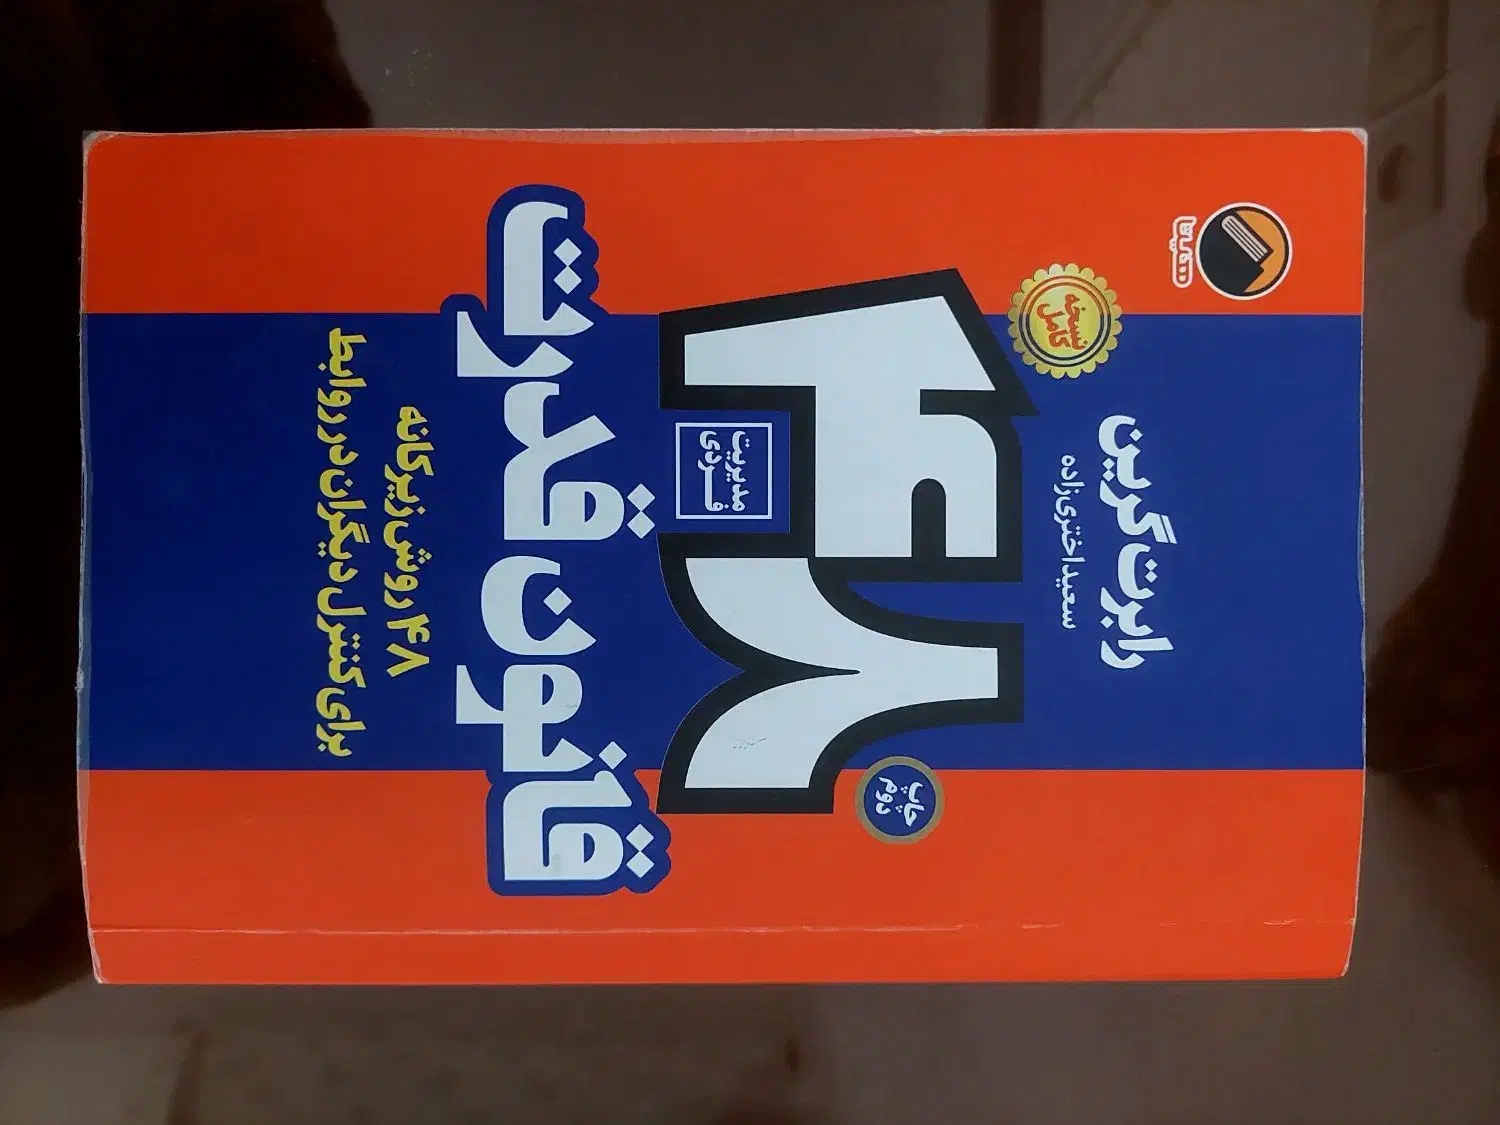 رابرت گرین
سعید اختری‌زاده
نسخه
کامل
چاپ
دوم
۴۸
مدیریت
فـــردی
قانون قدرت
۴۸ روش زیرکانه
برای کنترل دیگران در روابط